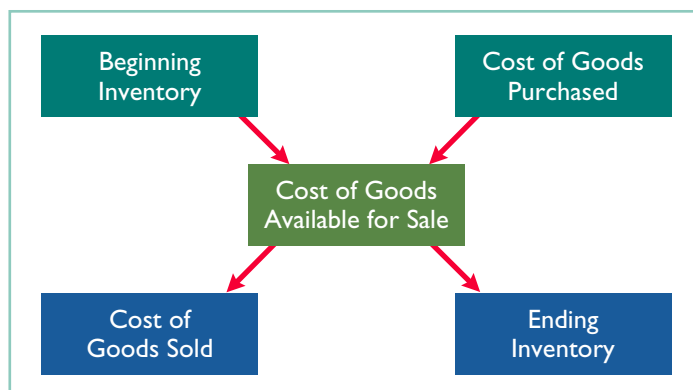 Beginning
Inventory
Cost of Goods
Purchased
Cost of Goods
Available for Sale
Cost of
Goods Sold
Ending
Inventory